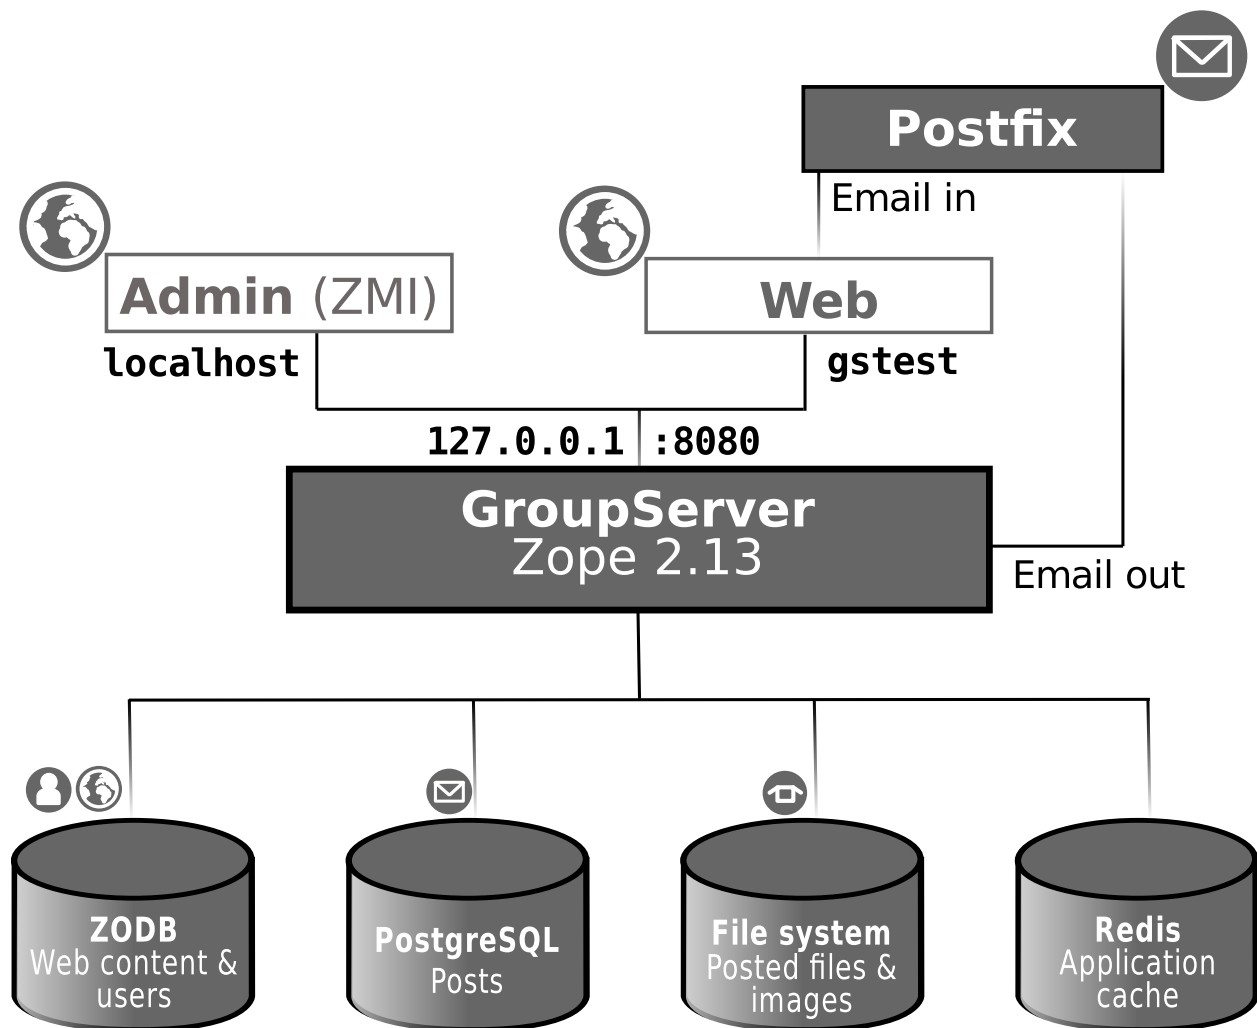 Postfix
Email in
Admin (ZMI)
Web
localhost
gstest
127.0.0.1 :8080
GroupServer
Zope 2.13
Email out
ZODB
Web content &
users
PostgreSQL
Posts
File system
Posted files &
images
Redis
Application
cache